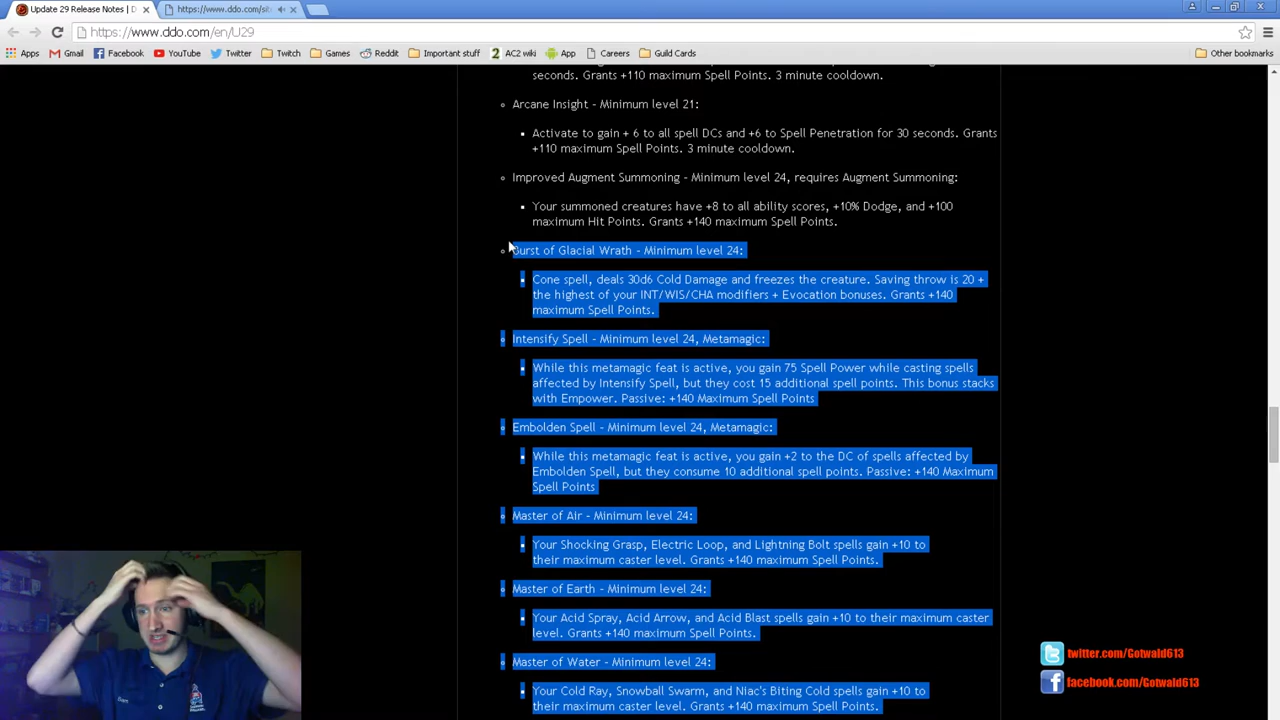 Update 29 Release Notes | D
https://www.ddo.com/sit
https://www.ddo.com/en/U29
Apps
Gmail
Facebook
YouTube
Twitter
Twitch
Games
Reddit
Important stuff
AC2 wiki
App
Careers
Guild Cards
Other bookmarks
seconds. Grants +110 maximum Spell Points. 3 minute cooldown.
Arcane Insight - Minimum level 21:
Activate to gain + 6 to all spell DCs and +6 to Spell Penetration for 30 seconds. Grants
+110 maximum Spell Points. 3 minute cooldown.
Improved Augment Summoning - Minimum level 24, requires Augment Summoning:
Your summoned creatures have +8 to all ability scores, +10% Dodge, and +100
maximum Hit Points. Grants +140 maximum Spell Points.
Burst of Glacial Wrath - Minimum level 24:
Cone spell, deals 30d6 Cold Damage and freezes the creature. Saving throw is 20 +
the highest of your INT/WIS/CHA modifiers + Evocation bonuses. Grants +140
maximum Spell Points.
Intensify Spell - Minimum level 24, Metamagic:
While this metamagic feat is active, you gain 75 Spell Power while casting spells
affected by Intensify Spell, but they cost 15 additional spell points. This bonus stacks
with Empower. Passive: +140 Maximum Spell Points
Embolden Spell - Minimum level 24, Metamagic:
While this metamagic feat is active, you gain +2 to the DC of spells affected by
Embolden Spell, but they consume 10 additional spell points. Passive: +140 Maximum
Spell Points
Master of Air - Minimum level 24:
Your Shocking Grasp, Electric Loop, and Lightning Bolt spells gain +10 to
their maximum caster level. Grants +140 maximum Spell Points.
Master of Earth - Minimum level 24:
Your Acid Spray, Acid Arrow, and Acid Blast spells gain +10 to their maximum caster
level. Grants +140 maximum Spell Points.
Master of Water - Minimum level 24:
Your Cold Ray, Snowball Swarm, and Niac's Biting Cold spells gain +10 to
their maximum caster level. Grants +140 maximum Spell Points.
twitter.com/Gotwald613
facebook.com/Gotwald613